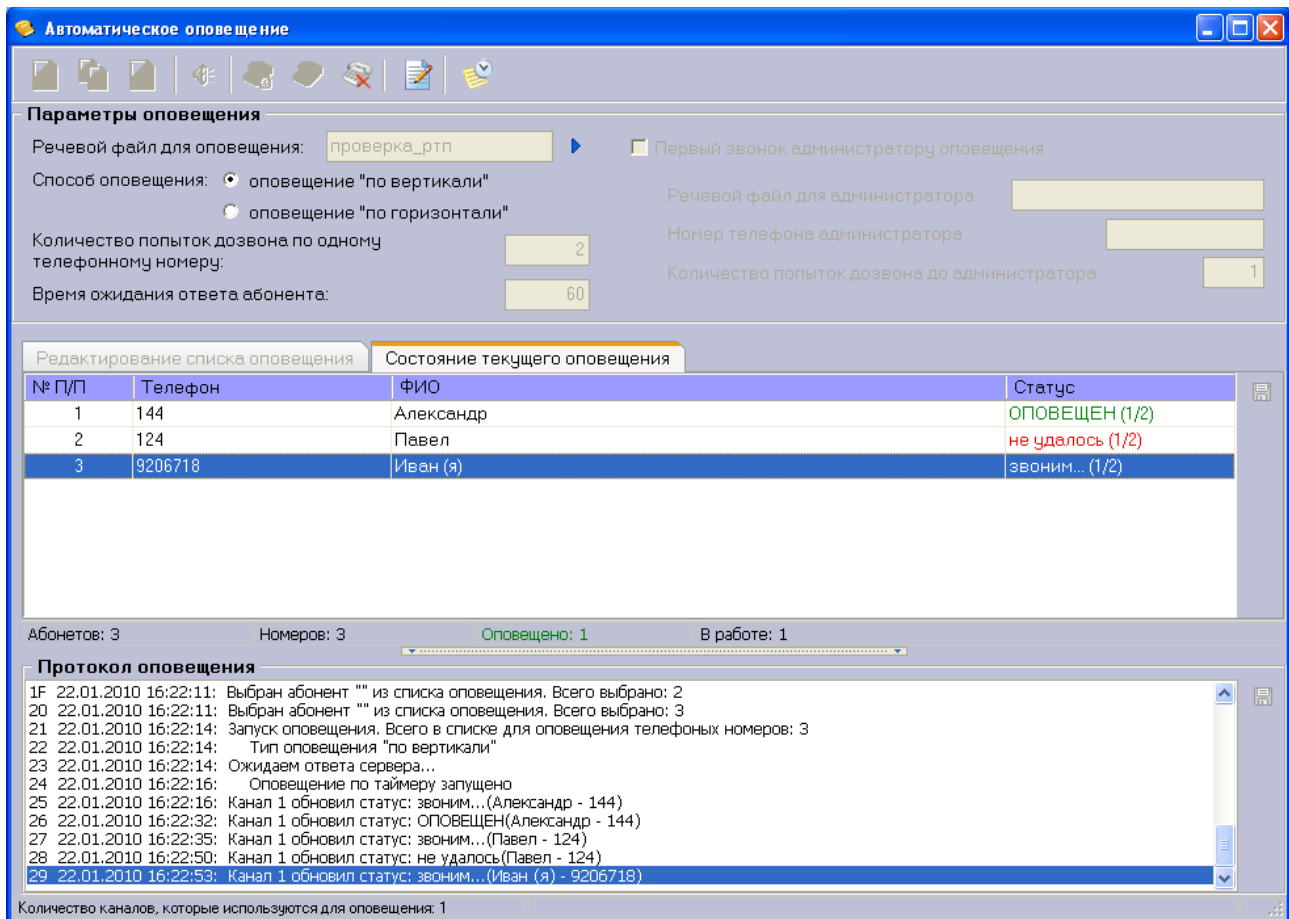 Автоматическое оповещение
Параметры оповещения
Речевой файл для оповещения: проверка_ртп
Первый звонок администратору оповещения
Способ оповещения: оповещение "по вертикали"
оповещение "по горизонтали"
Речевой файл для администратора
Номер телефона администратора
Количество попыток дозвона по одному
телефонному номеру: 2
Количество попыток дозвона до администратора 1
Время ожидания ответа абонента: 60
Редактирование списка оповещения Состояние текущего оповещения
№ П/П Телефон ФИО Статус
1 144 Александр ОПОВЕЩЕН (1/2)
2 124 Павел не удалось (1/2)
3 9206718 Иван (я) звоним... (1/2)
Абонетов: 3 Номеров: 3 Оповещено: 1 В работе: 1
Протокол оповещения
1F 22.01.2010 16:22:11: Выбран абонент "" из списка оповещения. Всего выбрано: 2
20 22.01.2010 16:22:11: Выбран абонент "" из списка оповещения. Всего выбрано: 3
21 22.01.2010 16:22:14: Запуск оповещения. Всего в списке для оповещения телефоных номеров: 3
22 22.01.2010 16:22:14: Тип оповещения "по вертикали"
23 22.01.2010 16:22:14: Ожидаем ответа сервера...
24 22.01.2010 16:22:16: Оповещение по таймеру запущено
25 22.01.2010 16:22:16: Канал 1 обновил статус: звоним...(Александр - 144)
26 22.01.2010 16:22:32: Канал 1 обновил статус: ОПОВЕЩЕН(Александр - 144)
27 22.01.2010 16:22:35: Канал 1 обновил статус: звоним...(Павел - 124)
28 22.01.2010 16:22:50: Канал 1 обновил статус: не удалось(Павел - 124)
29 22.01.2010 16:22:53: Канал 1 обновил статус: звоним...(Иван (я) - 9206718)
Количество каналов, которые используются для оповещения: 1